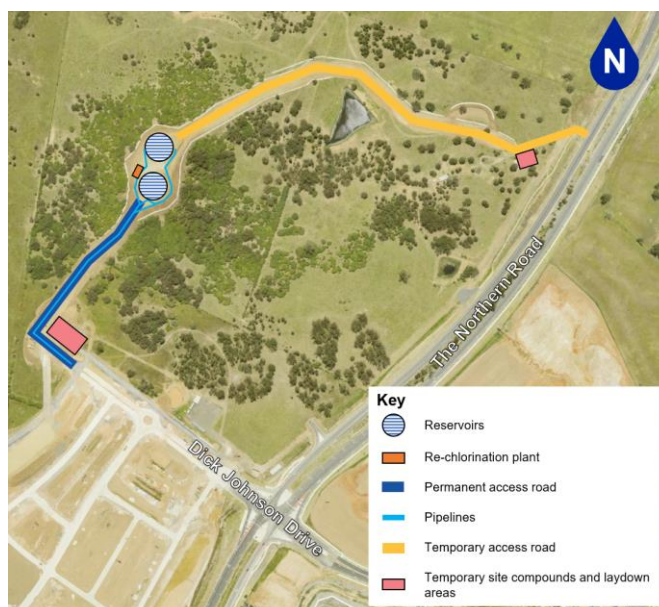 N
The Northern Road
Dick Johnson Drive
Key
Reservoirs
Re-chlorination plant
Permanent access road
Pipelines
Temporary access road
Temporary site compounds and laydown
areas